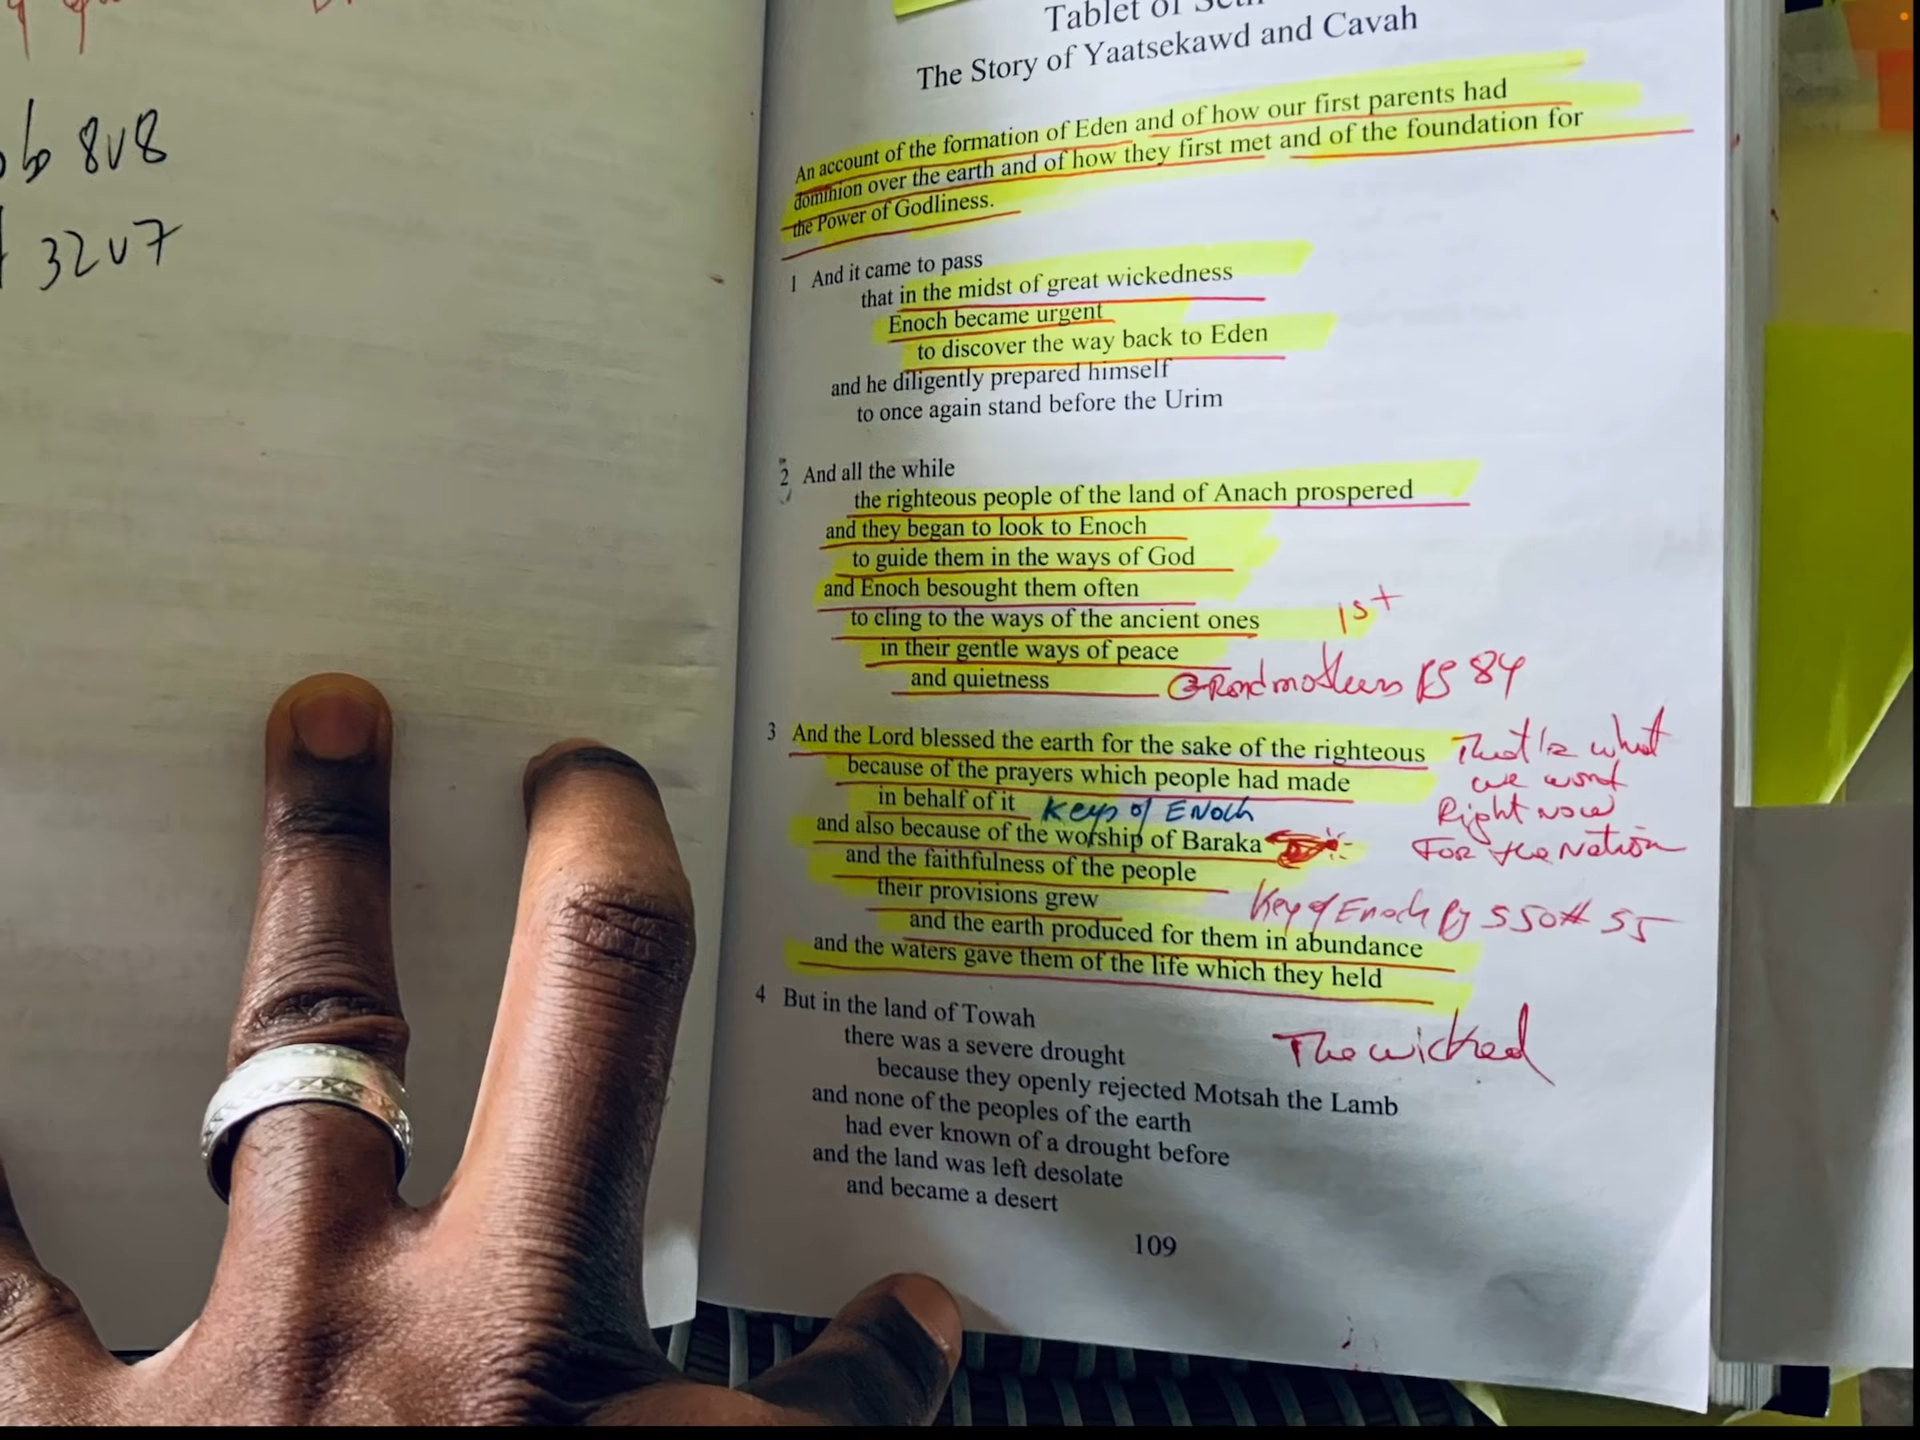 8v8
32v7
Tablet of
The Story of Yaatsekawd and Cavah
An account of the formation of Eden and of how our first parents had
dominion over the earth and of how they first met and of the foundation for
the Power of Godliness.
1 And it came to pass
that in the midst of great wickedness
Enoch became urgent
to discover the way back to Eden
and he diligently prepared himself
to once again stand before the Urim
2 And all the while
the righteous people of the land of Anach prospered
and they began to look to Enoch
to guide them in the ways of God
and Enoch besought them often
to cling to the ways of the ancient ones
1st
in their gentle ways of peace
and quietness
GRandmothers pg 84
3 And the Lord blessed the earth for the sake of the righteous
because of the prayers which people had made
in behalf of it Keys of ENoch
and also because of the worship of Baraka
and the faithfulness of the people
their provisions grew
and the earth produced for them in abundance
and the waters gave them of the life which they held
That is what
we want
Right Now
For the Nation
Key of Enoch Pg 550# 55
4 But in the land of Towah
there was a severe drought
because they openly rejected Motsah the Lamb
and none of the peoples of the earth
had ever known of a drought before
and the land was left desolate
and became a desert
The wicked
109